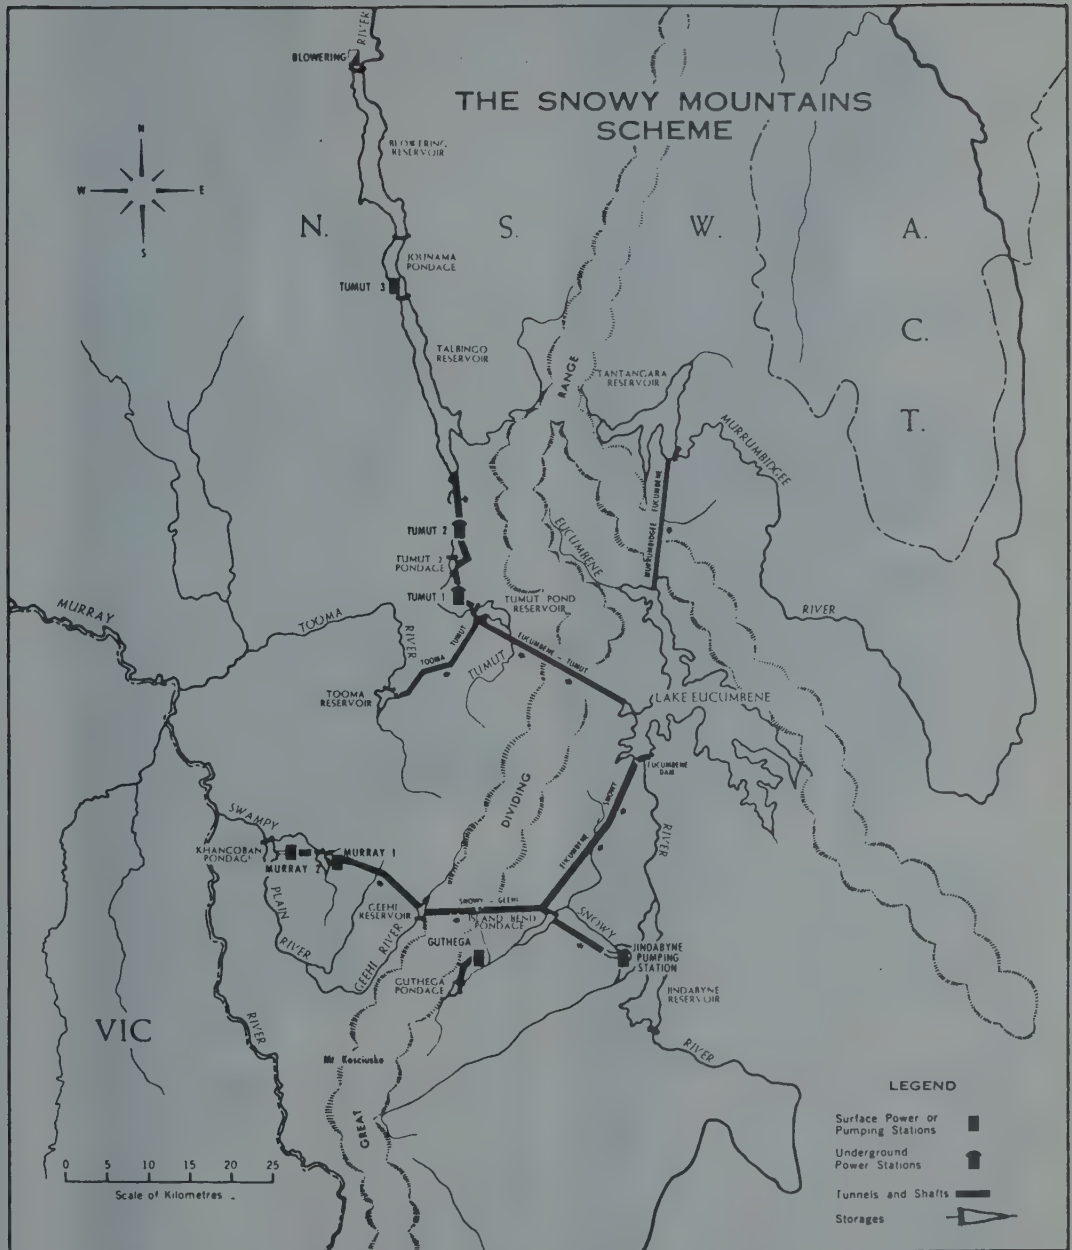 RIVER
BLOWERING
THE SNOWY MOUNTAINS
SCHEME
BLOWERING
RESERVOIR
N
W
E
S
N.
S.
W.
A.
C.
T.
JOUNAMA
PONDAGE
TUMUT 3
TALBINGO
RESERVOIR
RANGE
TANTANGARA
RESERVOIR
MURRUMBIDGEE
RIVER
MURRUMBIDGEE EUCUMBENE
EUCUMBENE
TUMUT 2
TUMUT 2
PONDAGE
TUMUT 1
TUMUT POND
RESERVOIR
MURRAY
TOOMA
RIVER
TOOMA TUMUT
TUMUT
EUCUMBENE - TUMUT
TOOMA
RESERVOIR
LAKE EUCUMBENE
EUCUMBENE
DAM
DIVIDING
EUCUMBENE SNOWY
RIVER
SWAMPY
KHANCOBAN
PONDAGE
MURRAY 1
MURRAY 2
PLAIN
RIVER
GEEHI
RESERVOIR
GEEHI RIVER
SNOWY - GEEHI
ISLAND BEND
PONDAGE
SNOWY
GUTHEGA
GUTHEGA
PONDAGE
JINDABYNE
PUMPING
STATION
JINDABYNE
RESERVOIR
RIVER
VIC
RIVER
Mt Kosciusko
GREAT
LEGEND
Surface Power or
Pumping Stations
Underground
Power Stations
Tunnels and Shafts
Storages
0 5 10 15 20 25
Scale of Kilometres